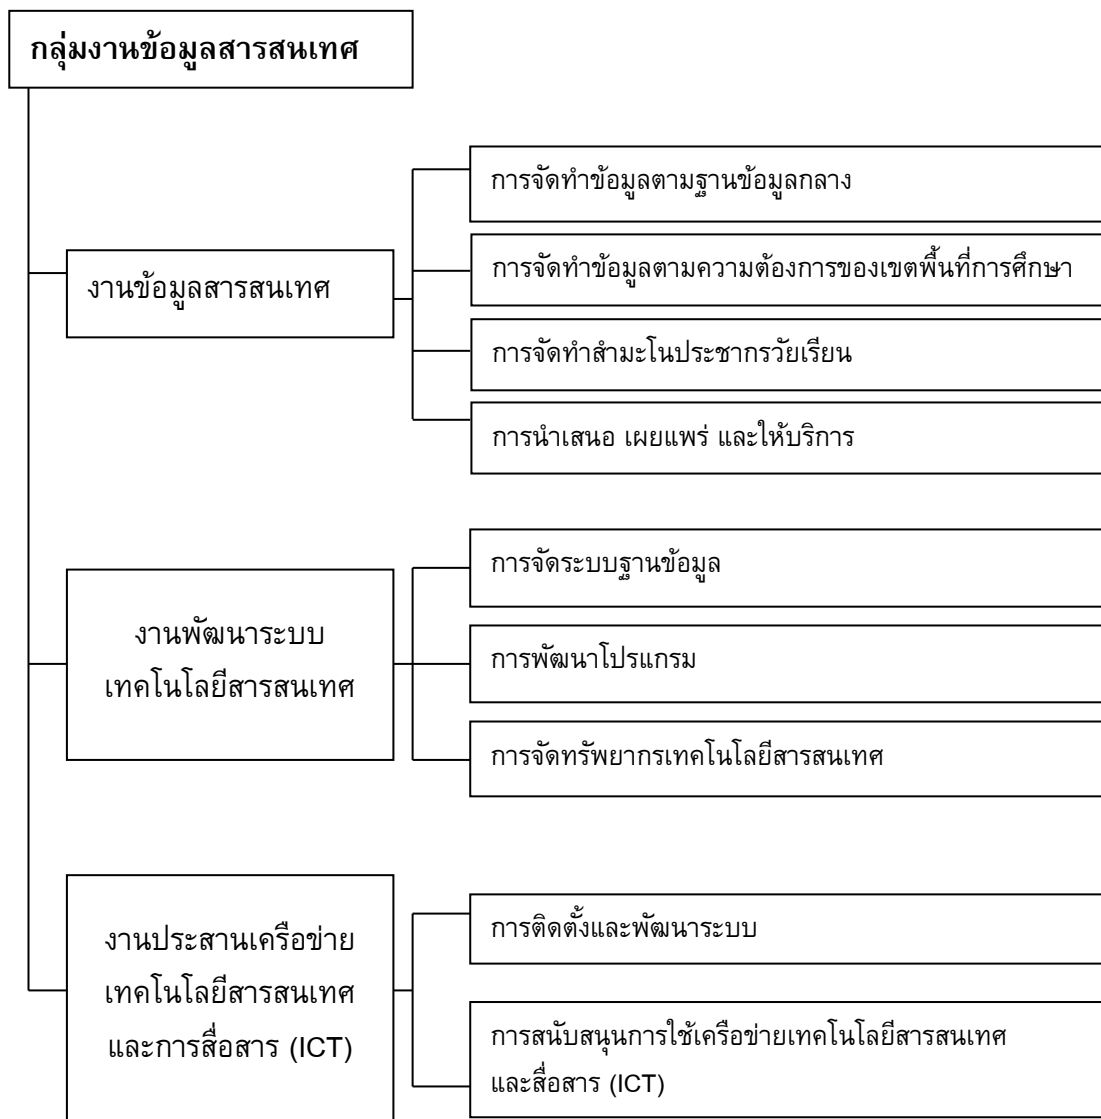 กลุ่มงานข้อมูลสารสนเทศ
งานข้อมูลสารสนเทศ
การจัดทำข้อมูลตามฐานข้อมูลกลาง
การจัดทำข้อมูลตามความต้องการของเขตพื้นที่การศึกษา
การจัดทำสำมะโนประชากรวัยเรียน
การนำเสนอ เผยแพร่ และให้บริการ
งานพัฒนาระบบ
เทคโนโลยีสารสนเทศ
การจัดระบบฐานข้อมูล
การพัฒนาโปรแกรม
การจัดทรัพยากรเทคโนโลยีสารสนเทศ
งานประสานเครือข่าย
เทคโนโลยีสารสนเทศ
และการสื่อสาร (ICT)
การติดตั้งและพัฒนาระบบ
การสนับสนุนการใช้เครือข่ายเทคโนโลยีสารสนเทศ
และสื่อสาร (ICT)